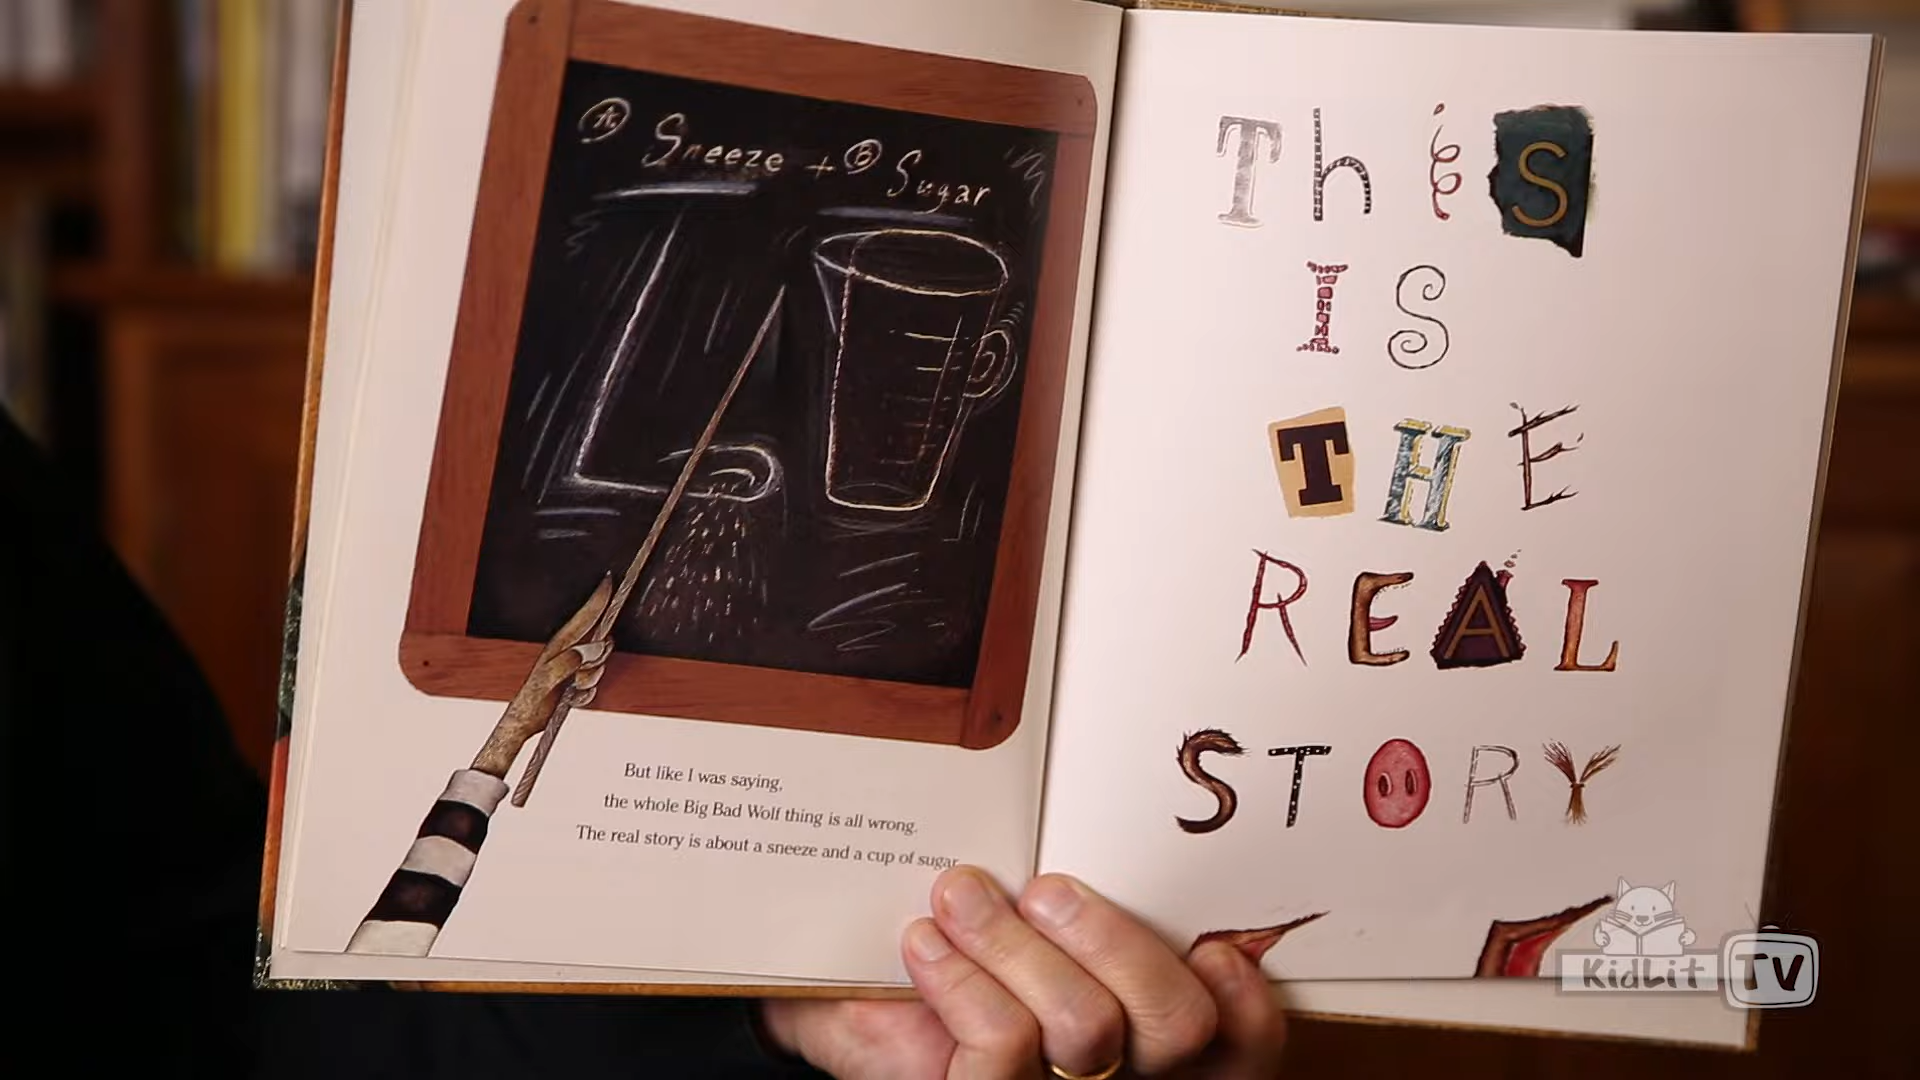 A Sneeze + B Sugar
But like I was saying,
the whole Big Bad Wolf thing is all wrong.
The real story is about a sneeze and a cup of sugar.
This
IS
THE
REAL
STORY
KidLit TV